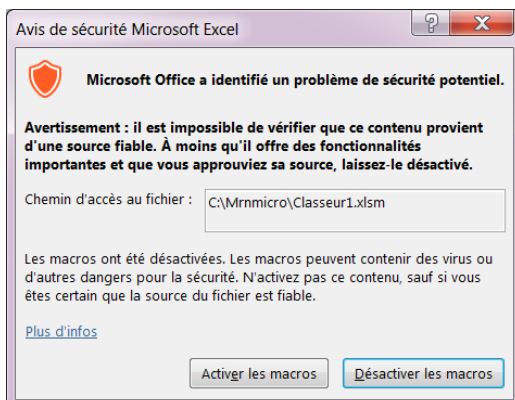 Avis de sécurité Microsoft Excel
Microsoft Office a identifié un problème de sécurité potentiel.
Avertissement : il est impossible de vérifier que ce contenu provient
d'une source fiable. À moins qu'il offre des fonctionnalités
importantes et que vous approuviez sa source, laissez-le désactivé.
Chemin d'accès au fichier : C:\Mrnmicro\Classeur1.xlsm
Les macros ont été désactivées. Les macros peuvent contenir des virus ou
d'autres dangers pour la sécurité. N'activez pas ce contenu, sauf si vous
êtes certain que la source du fichier est fiable.
Plus d'infos
Activer les macros Désactiver les macros